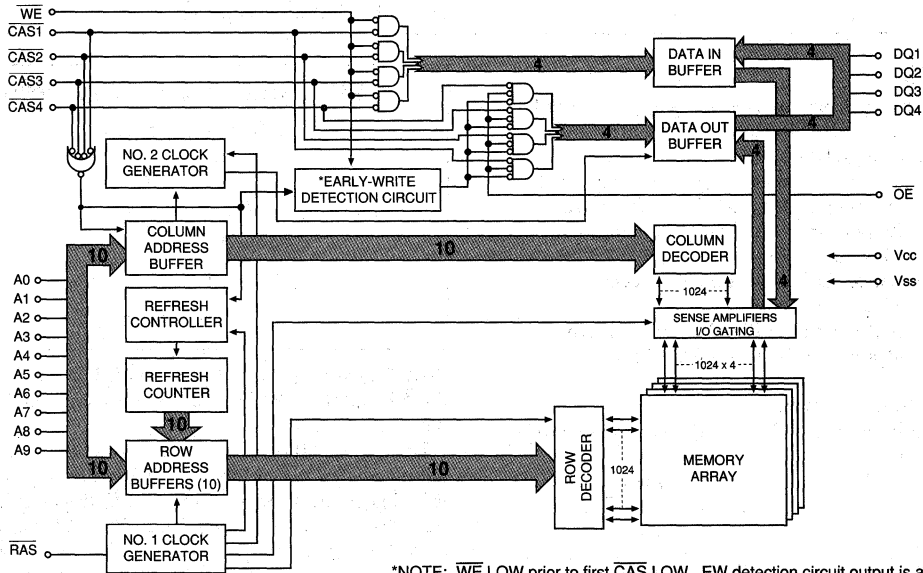 WE
CAS1
CAS2
CAS3
CAS4
4
DATA IN
BUFFER
4
DQ1
DQ2
DQ3
DQ4
4
DATA OUT
BUFFER
4
4
NO. 2 CLOCK
GENERATOR
*EARLY-WRITE
DETECTION CIRCUIT
OE
COLUMN
ADDRESS
BUFFER
10
10
COLUMN
DECODER
4
Vcc
Vss
A0
A1
A2
A3
A4
A5
A6
A7
A8
A9
REFRESH
CONTROLLER
1024
SENSE AMPLIFIERS
I/O GATING
REFRESH
COUNTER
1024 x 4
10
10
ROW
ADDRESS
BUFFERS (10)
10
ROW
DECODER
1024
MEMORY
ARRAY
RAS
NO. 1 CLOCK
GENERATOR
*NOTE: WE LOW prior to first CAS LOW, EW detection circuit output is a